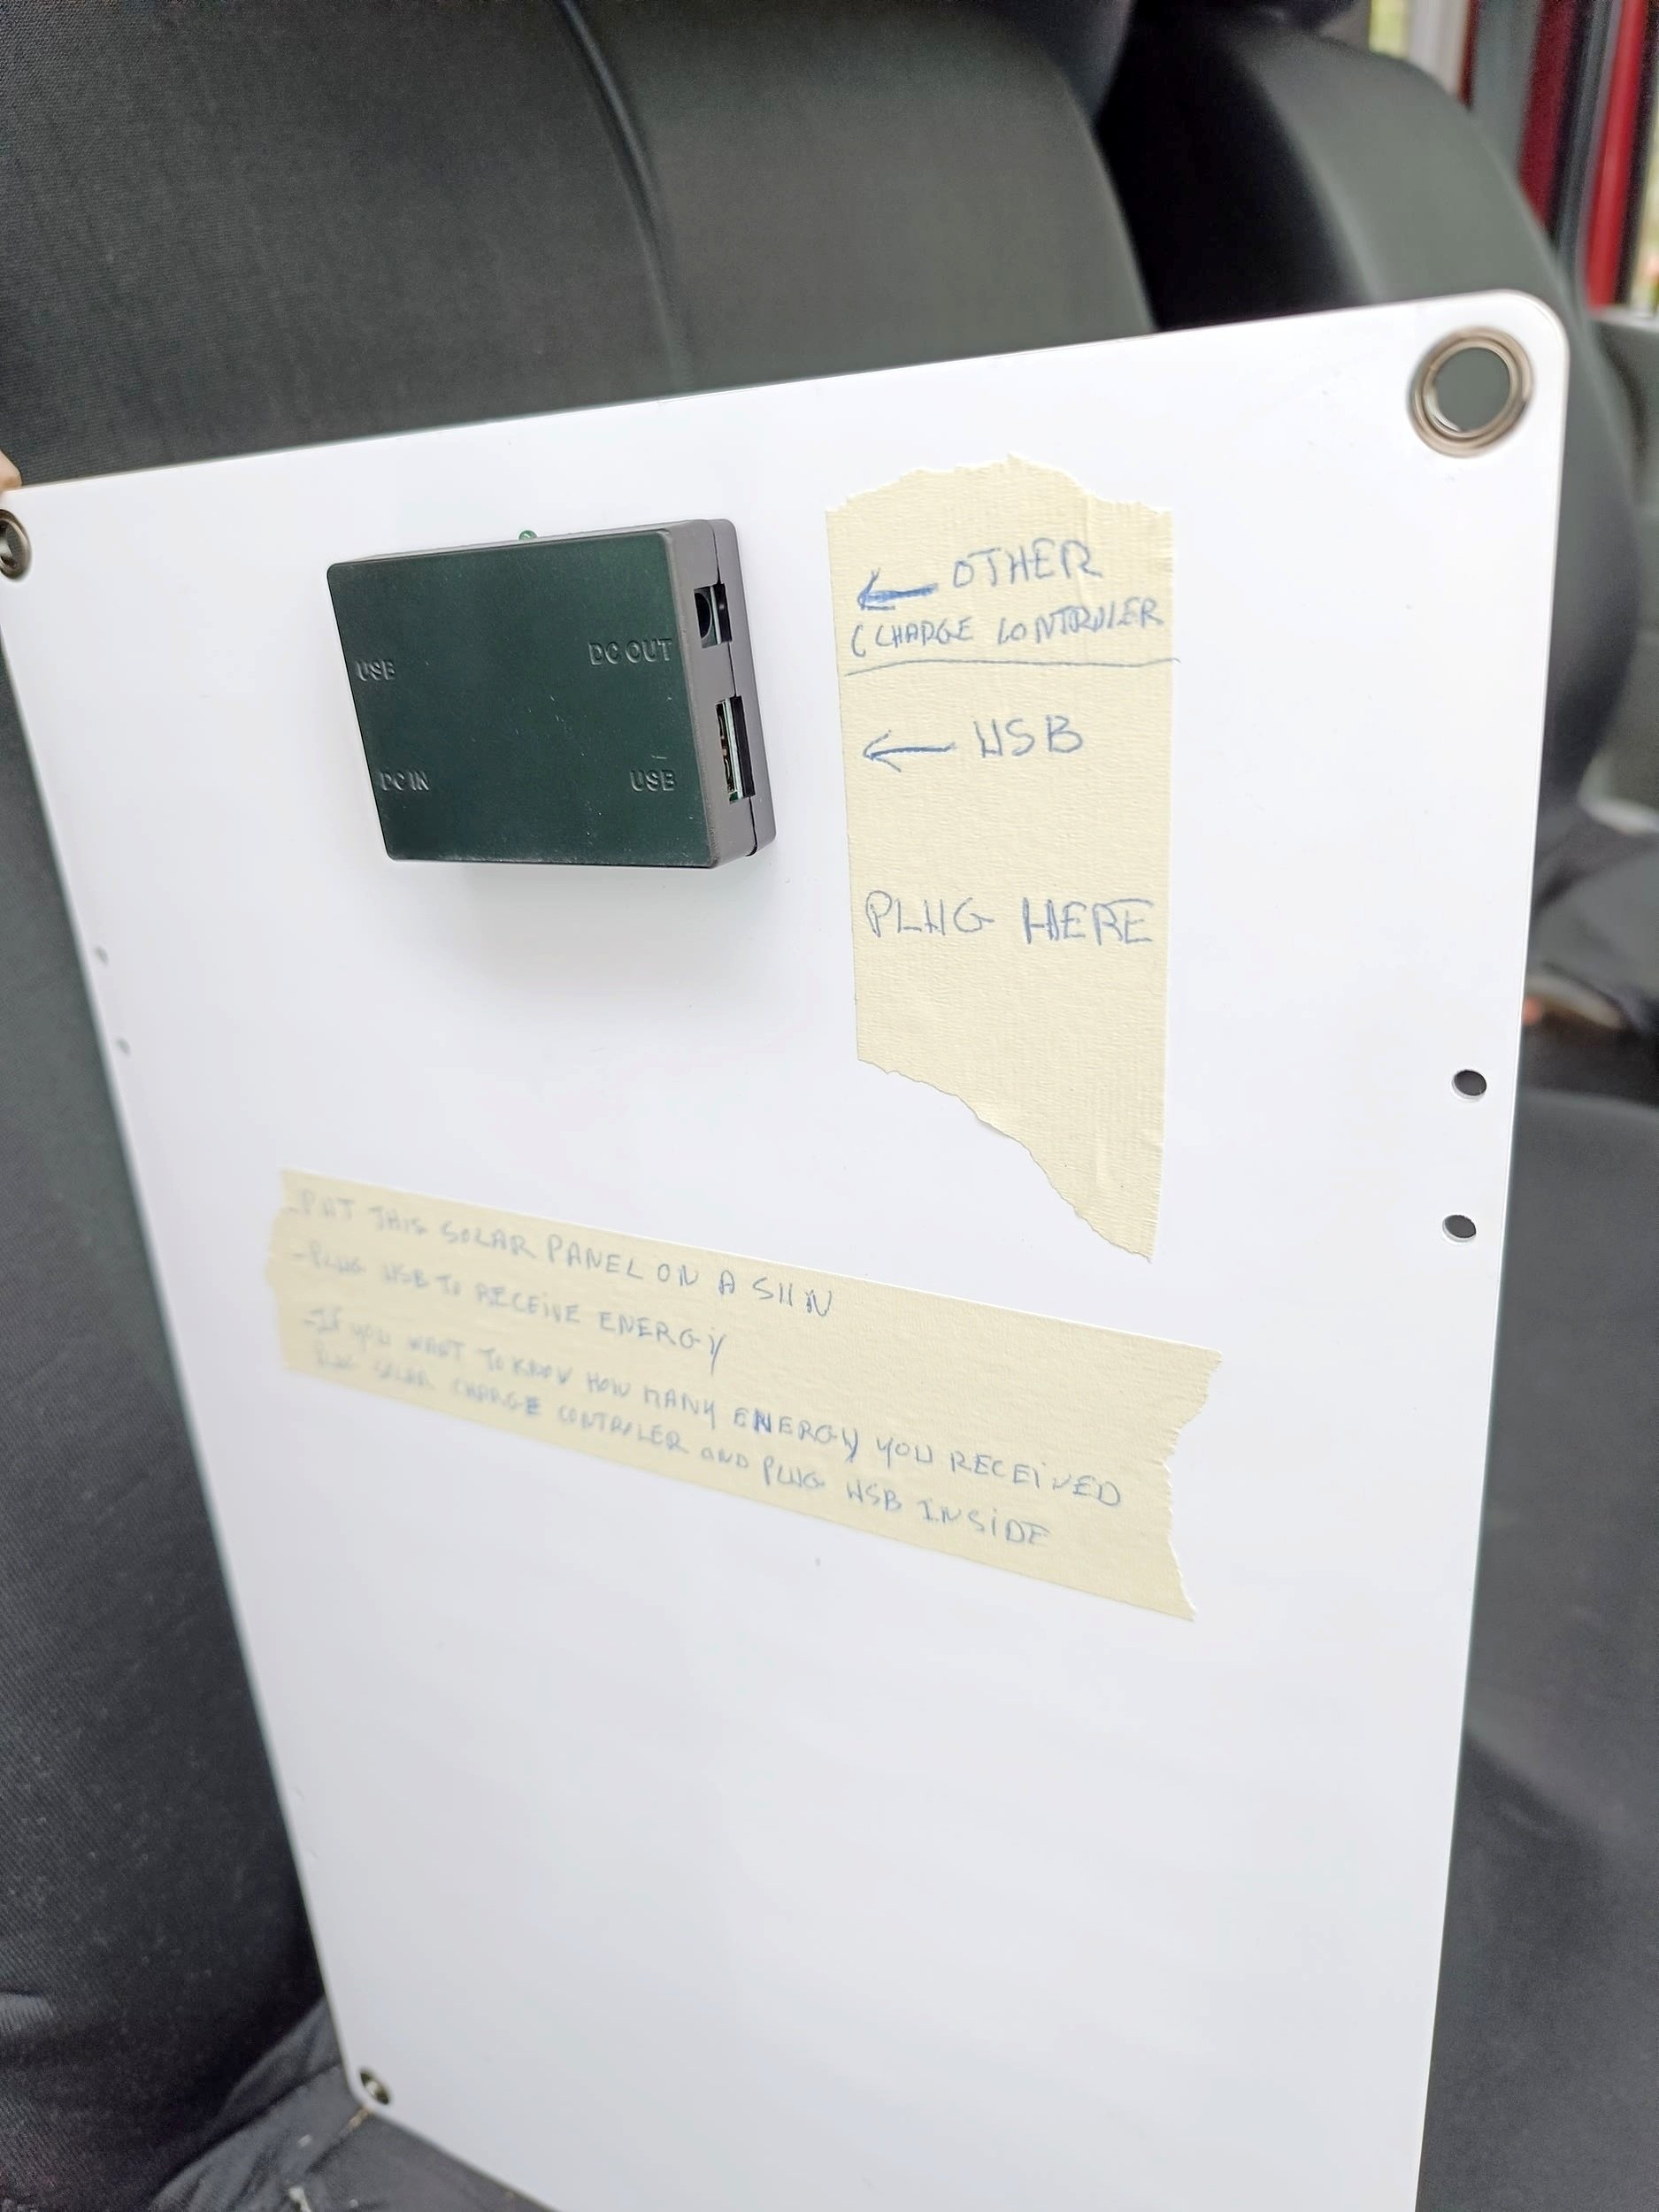 USB
DC OUT
DC IN
USB
← OTHER
(CHARGE CONTROLER
← USB
PLUG HERE
-PUT THIS SOLAR PANEL ON A SUN
-PLUG USB TO RECEIVE ENERGY
-IF YOU WANT TO KNOW HOW MANY ENERGY YOU RECEIVED
PLUG SOLAR CHARGE CONTROLER AND PLUG USB INSIDE